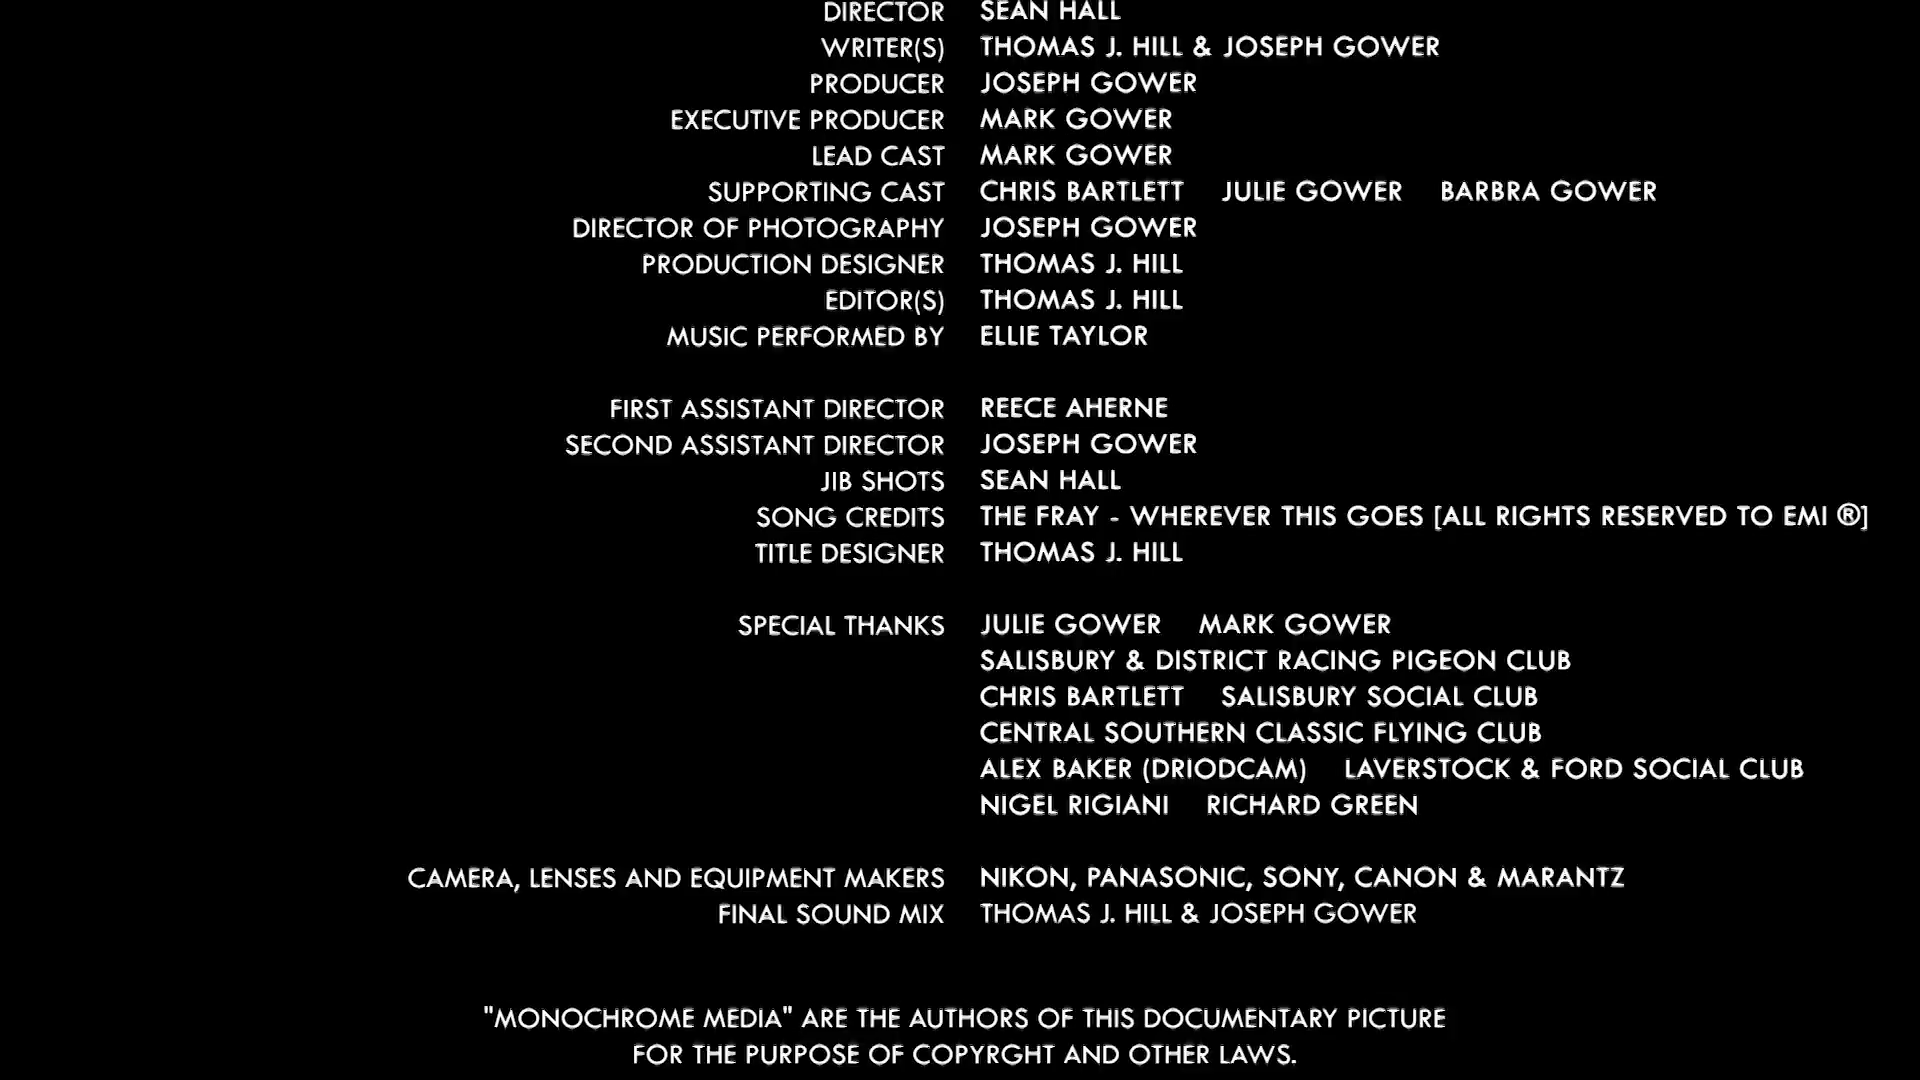 DIRECTOR SEAN HALL
WRITER(S) THOMAS J. HILL & JOSEPH GOWER
PRODUCER JOSEPH GOWER
EXECUTIVE PRODUCER MARK GOWER
LEAD CAST MARK GOWER
SUPPORTING CAST CHRIS BARTLETT JULIE GOWER BARBRA GOWER
DIRECTOR OF PHOTOGRAPHY JOSEPH GOWER
PRODUCTION DESIGNER THOMAS J. HILL
EDITOR(S) THOMAS J. HILL
MUSIC PERFORMED BY ELLIE TAYLOR
FIRST ASSISTANT DIRECTOR REECE AHERNE
SECOND ASSISTANT DIRECTOR JOSEPH GOWER
JIB SHOTS SEAN HALL
SONG CREDITS THE FRAY - WHEREVER THIS GOES [ALL RIGHTS RESERVED TO EMI ®]
TITLE DESIGNER THOMAS J. HILL
SPECIAL THANKS JULIE GOWER MARK GOWER
SALISBURY & DISTRICT RACING PIGEON CLUB
CHRIS BARTLETT SALISBURY SOCIAL CLUB
CENTRAL SOUTHERN CLASSIC FLYING CLUB
ALEX BAKER (DRIODCAM) LAVERSTOCK & FORD SOCIAL CLUB
NIGEL RIGIANI RICHARD GREEN
CAMERA, LENSES AND EQUIPMENT MAKERS NIKON, PANASONIC, SONY, CANON & MARANTZ
FINAL SOUND MIX THOMAS J. HILL & JOSEPH GOWER
"MONOCHROME MEDIA" ARE THE AUTHORS OF THIS DOCUMENTARY PICTURE
FOR THE PURPOSE OF COPYRGHT AND OTHER LAWS.